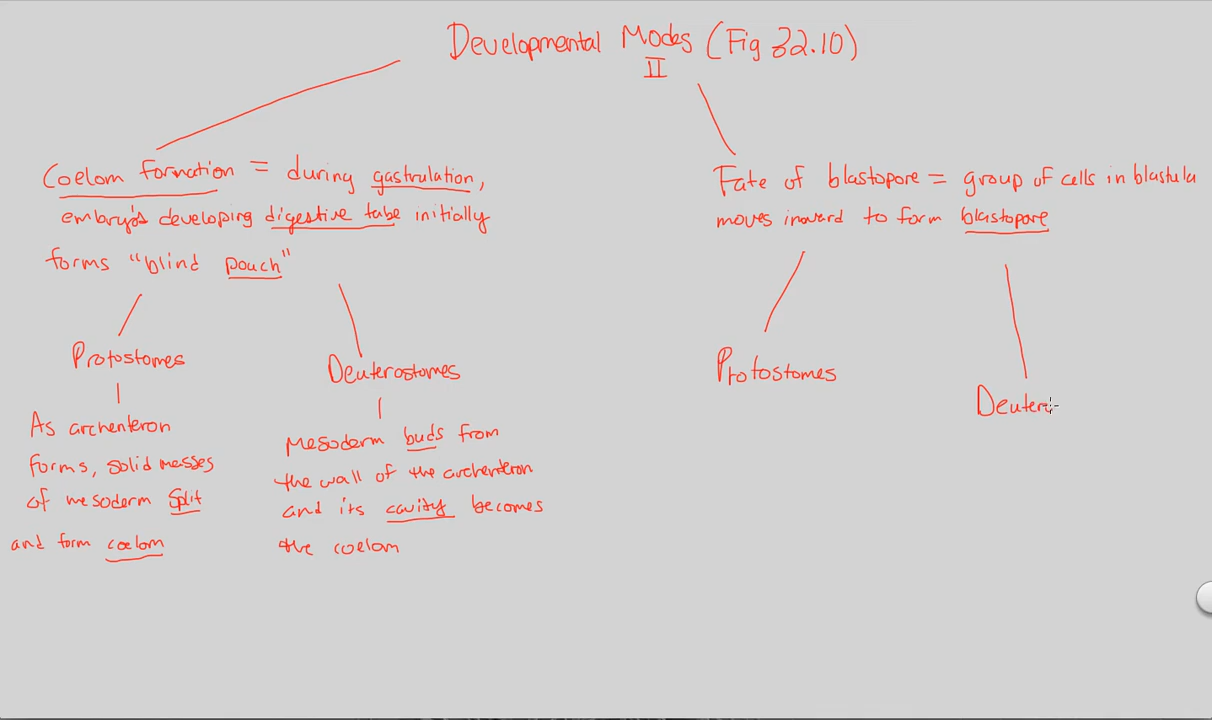 Developmental Modes (Fig 32.10)
II
Coelom formation = during gastrulation,
embryo's developing digestive tube initially
forms "blind pouch"
Protostomes
As archenteron
forms, solid masses
of mesoderm split
and form coelom
Deuterostomes
Mesoderm buds from
the wall of the archenteron
and its cavity becomes
the coelom
Fate of blastopore = group of cells in blastula
moves inward to form blastopore
Protostomes
Deutero